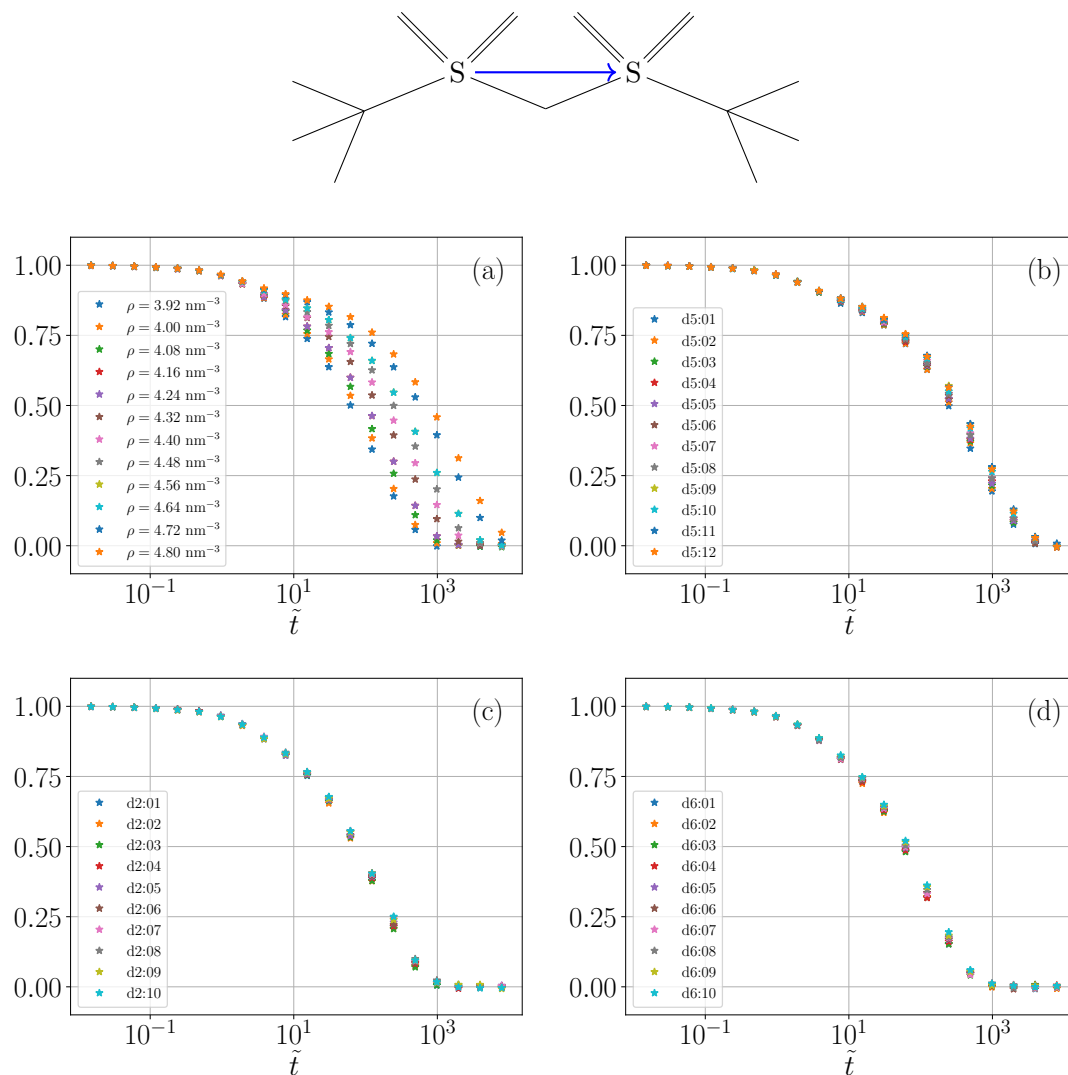 S S
(a)
1.00
0.75
0.50
0.25
0.00
ρ = 3.92 nm⁻³
ρ = 4.00 nm⁻³
ρ = 4.08 nm⁻³
ρ = 4.16 nm⁻³
ρ = 4.24 nm⁻³
ρ = 4.32 nm⁻³
ρ = 4.40 nm⁻³
ρ = 4.48 nm⁻³
ρ = 4.56 nm⁻³
ρ = 4.64 nm⁻³
ρ = 4.72 nm⁻³
ρ = 4.80 nm⁻³
10⁻¹ 10¹ 10³
t̃
(b)
1.00
0.75
0.50
0.25
0.00
d5:01
d5:02
d5:03
d5:04
d5:05
d5:06
d5:07
d5:08
d5:09
d5:10
d5:11
d5:12
10⁻¹ 10¹ 10³
t̃
(c)
1.00
0.75
0.50
0.25
0.00
d2:01
d2:02
d2:03
d2:04
d2:05
d2:06
d2:07
d2:08
d2:09
d2:10
10⁻¹ 10¹ 10³
t̃
(d)
1.00
0.75
0.50
0.25
0.00
d6:01
d6:02
d6:03
d6:04
d6:05
d6:06
d6:07
d6:08
d6:09
d6:10
10⁻¹ 10¹ 10³
t̃